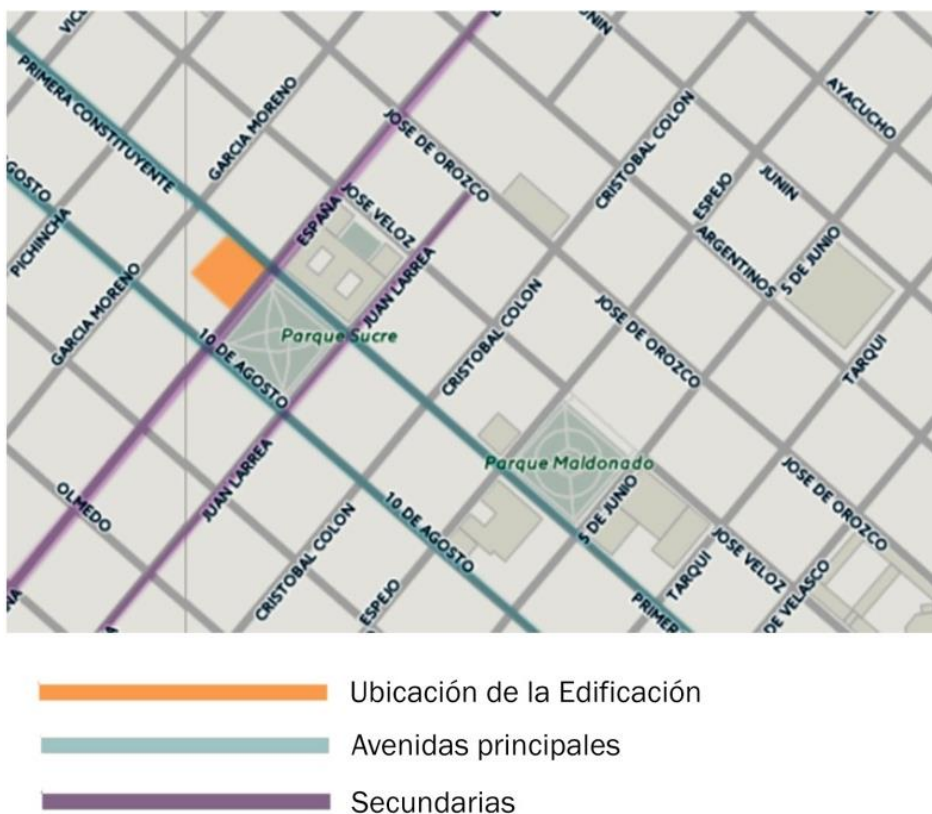 PRIMERA CONSTITUYENTE
GARCIA MORENO
JOSE DE OROZCO
CRISTOBAL COLON
AYACUCHO
JUNIN
ESPEJO
ARGENTINOS
5 DE JUNIO
TARQUI
ESPAÑA
JOSE VELOZ
JUAN LARREA
PICHINCHA
GARCIA MORENO
10 DE AGOSTO
Parque Sucre
CRISTOBAL COLON
JOSE DE OROZCO
Parque Maldonado
OLMEDO
JUAN LARREA
CRISTOBAL COLON
10 DE AGOSTO
ESPEJO
5 DE JUNIO
TARQUI
JOSE VELOZ
JOSE DE OROZCO
DE VELASCO
PRIMER
Ubicación de la Edificación
Avenidas principales
Secundarias